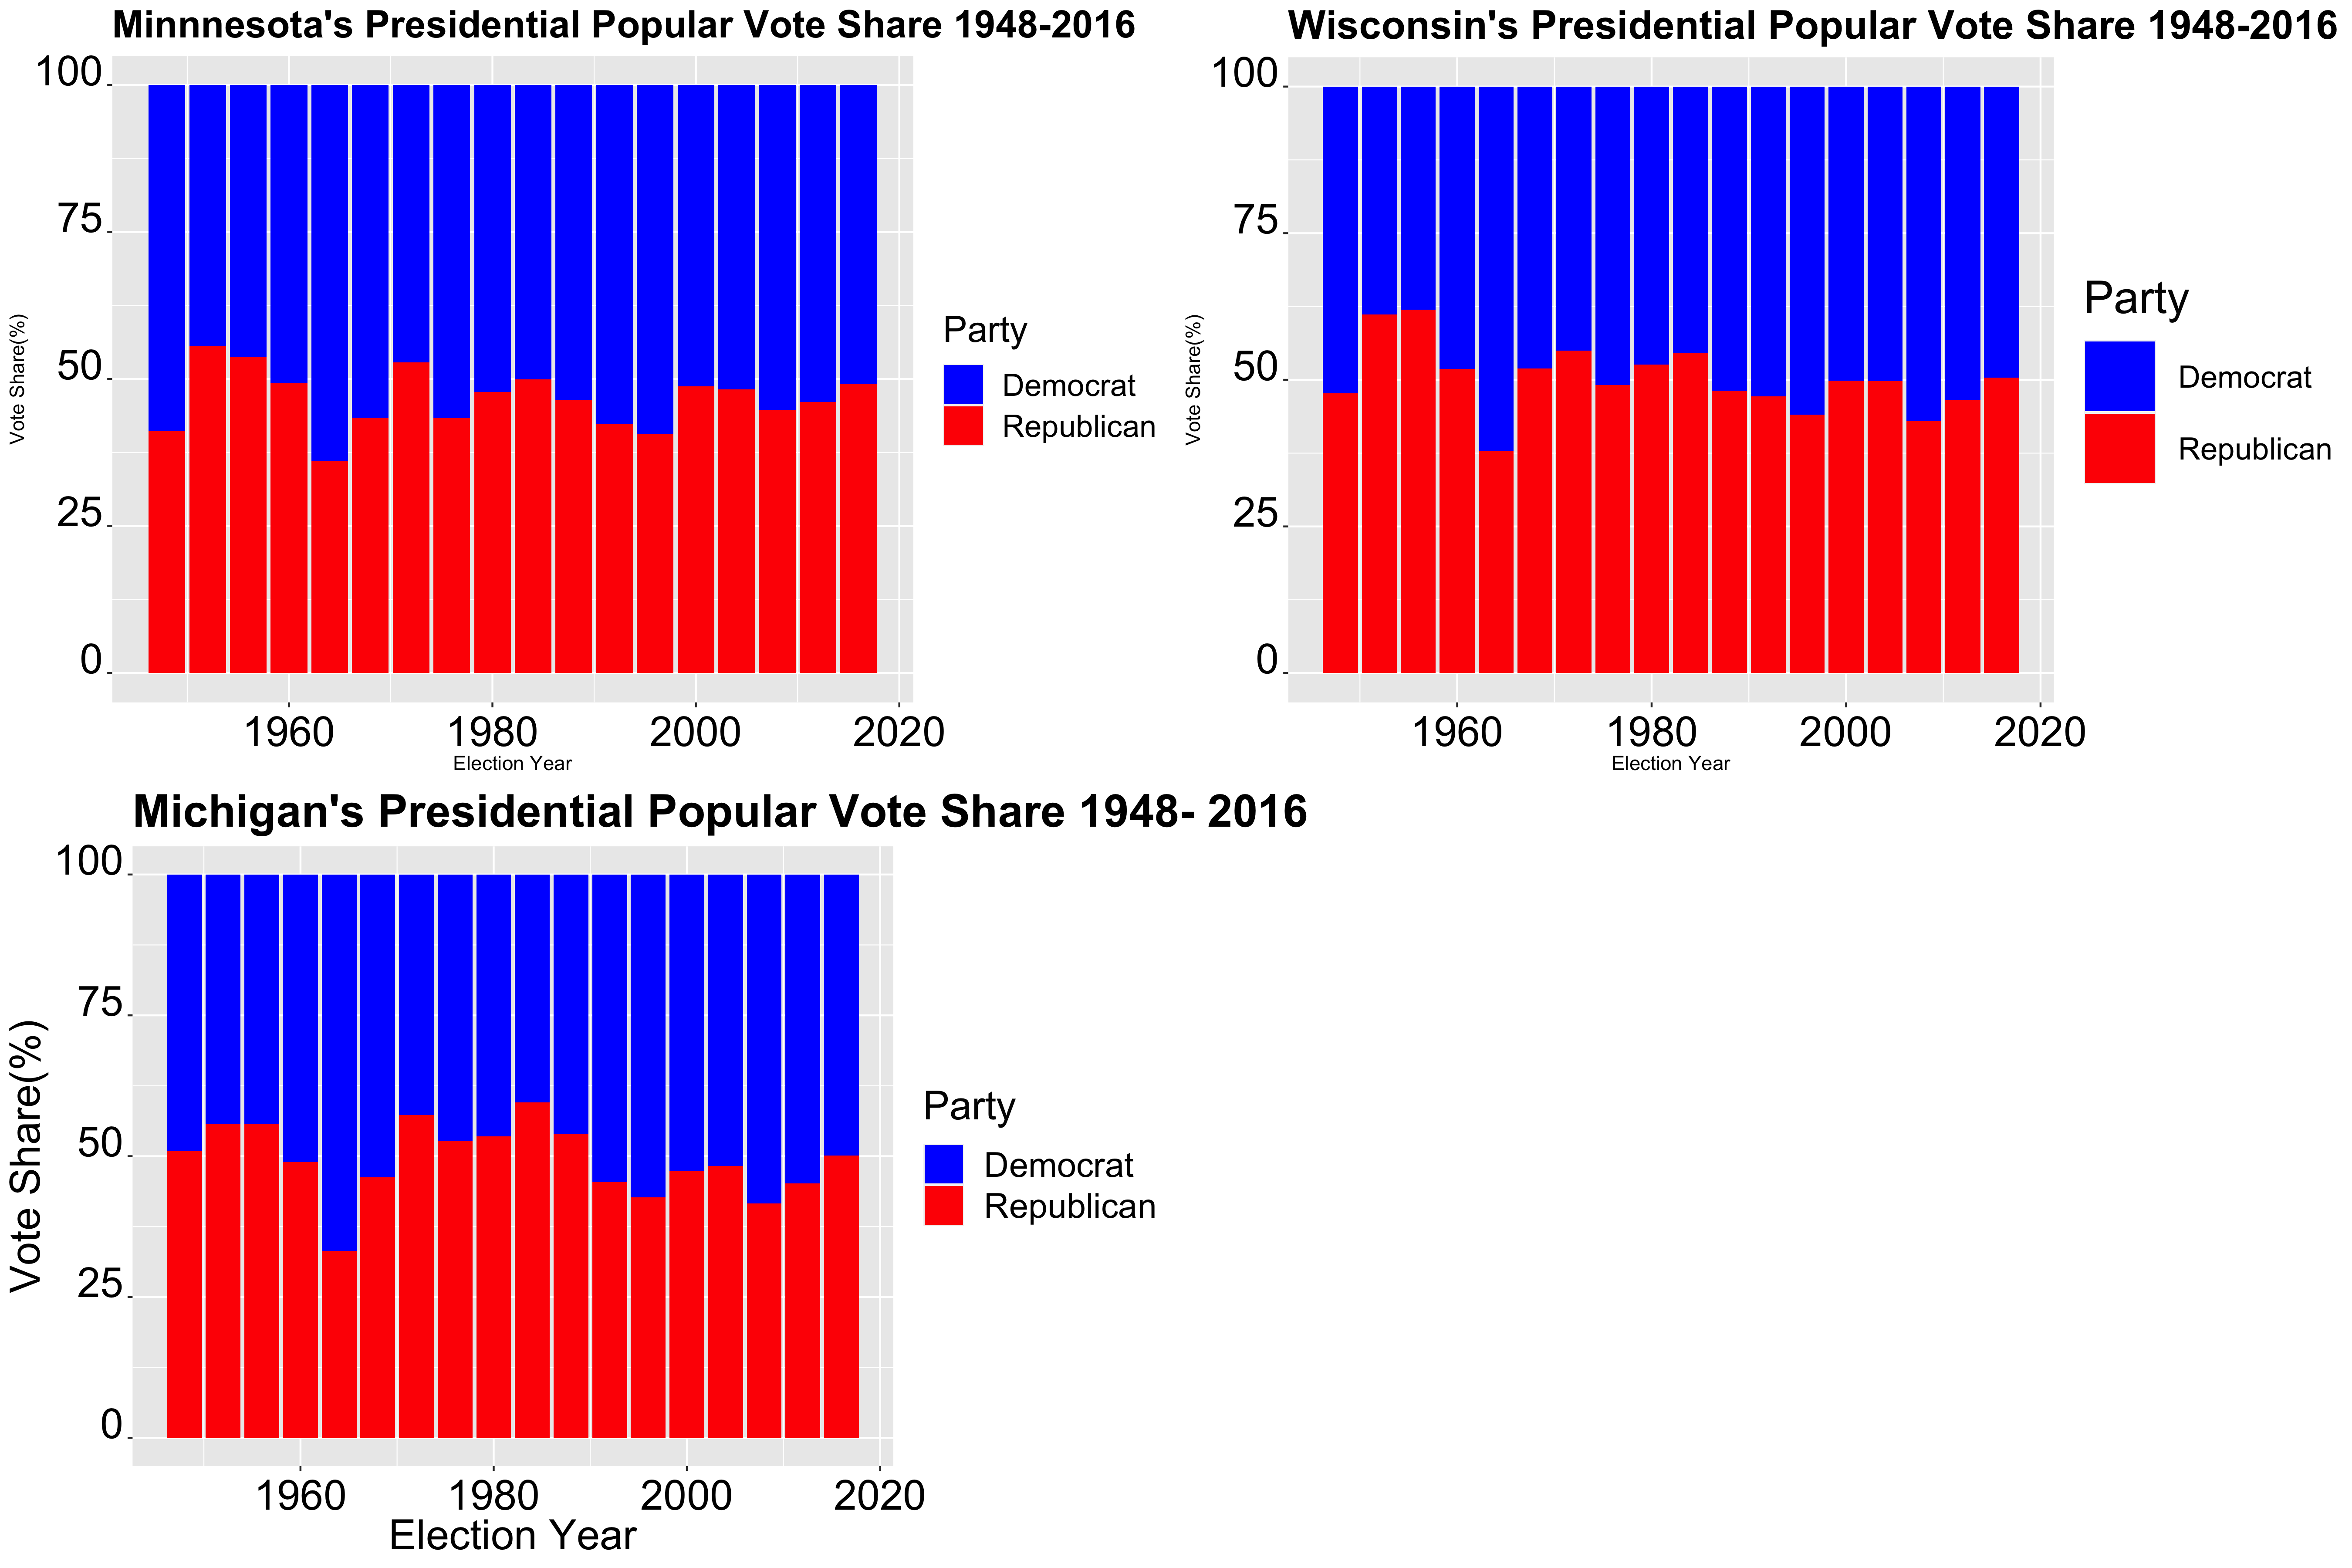 Minnnesota's Presidential Popular Vote Share 1948-2016
100
75
50
25
0
Vote Share(%)
1960 1980 2000 2020
Election Year
Party
Democrat
Republican
Wisconsin's Presidential Popular Vote Share 1948-2016
100
75
50
25
0
Vote Share(%)
1960 1980 2000 2020
Election Year
Party
Democrat
Republican
Michigan's Presidential Popular Vote Share 1948- 2016
100
75
50
25
0
Vote Share(%)
1960 1980 2000 2020
Election Year
Party
Democrat
Republican